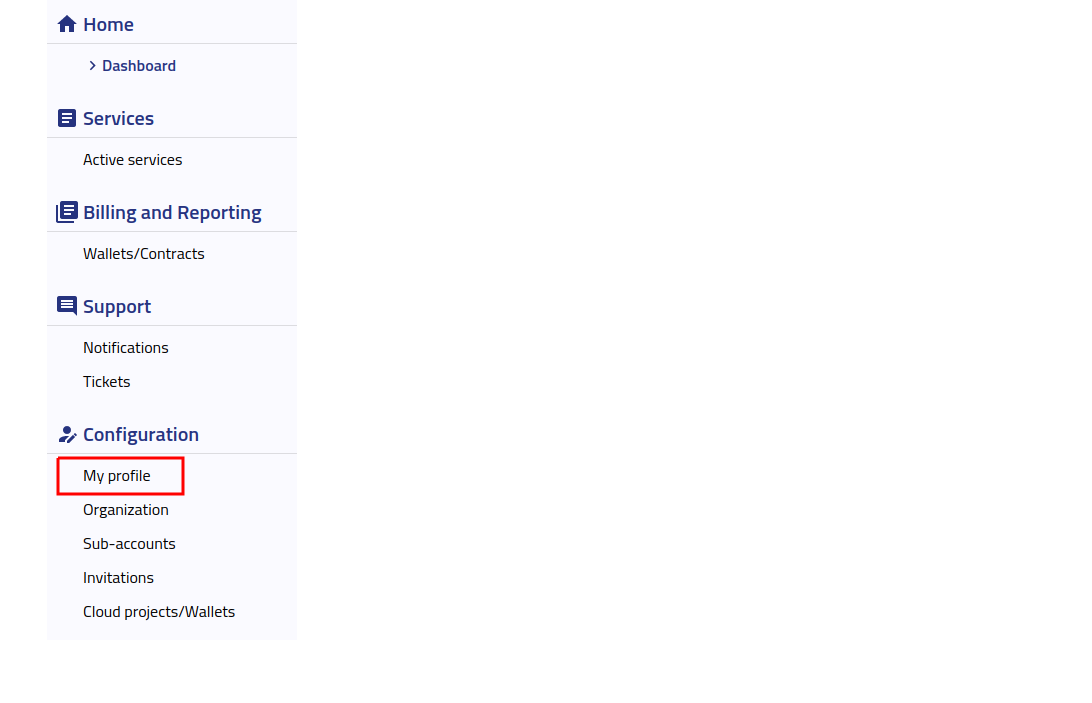 Home
Dashboard
Services
Active services
Billing and Reporting
Wallets/Contracts
Support
Notifications
Tickets
Configuration
My profile
Organization
Sub-accounts
Invitations
Cloud projects/Wallets